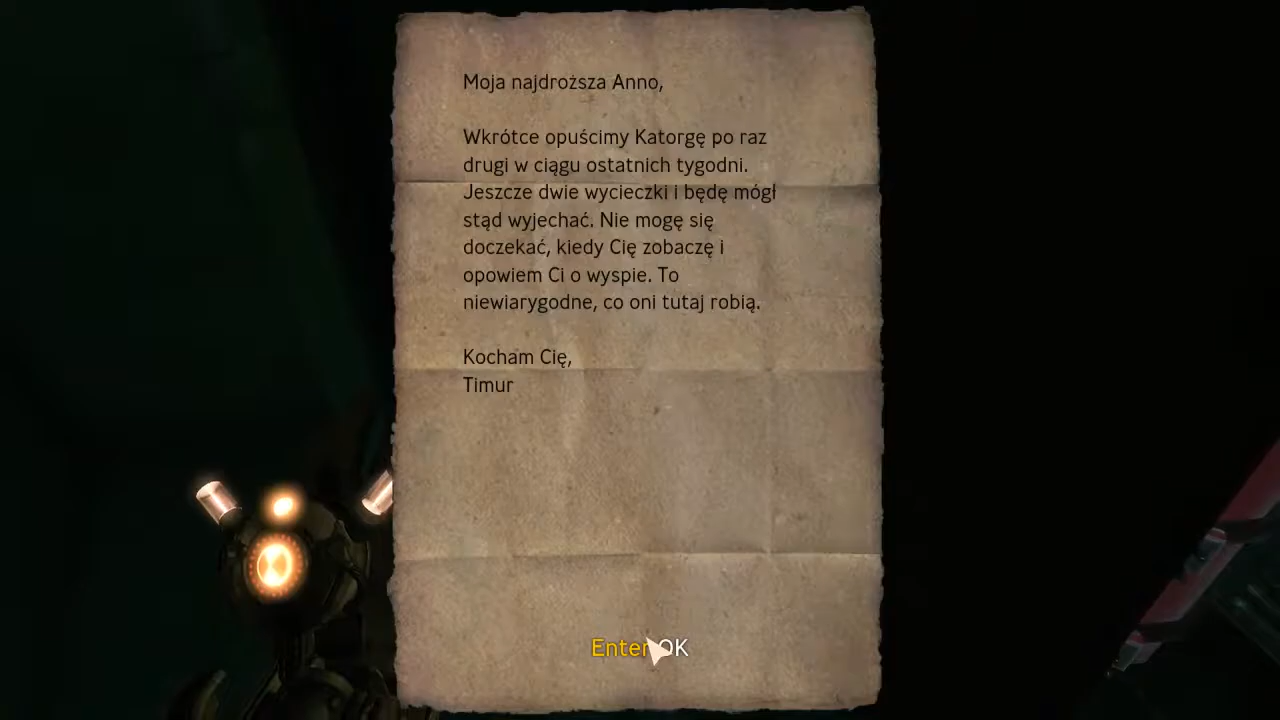 Moja najdroższa Anno,
Wkrótce opuścimy Katorgę po raz
drugi w ciągu ostatnich tygodni.
Jeszcze dwie wycieczki i będę mógł
stąd wyjechać. Nie mogę się
doczekać, kiedy Cię zobaczę i
opowiem Ci o wyspie. To
niewiarygodne, co oni tutaj robią.
Kocham Cię,
Timur
Enter OK